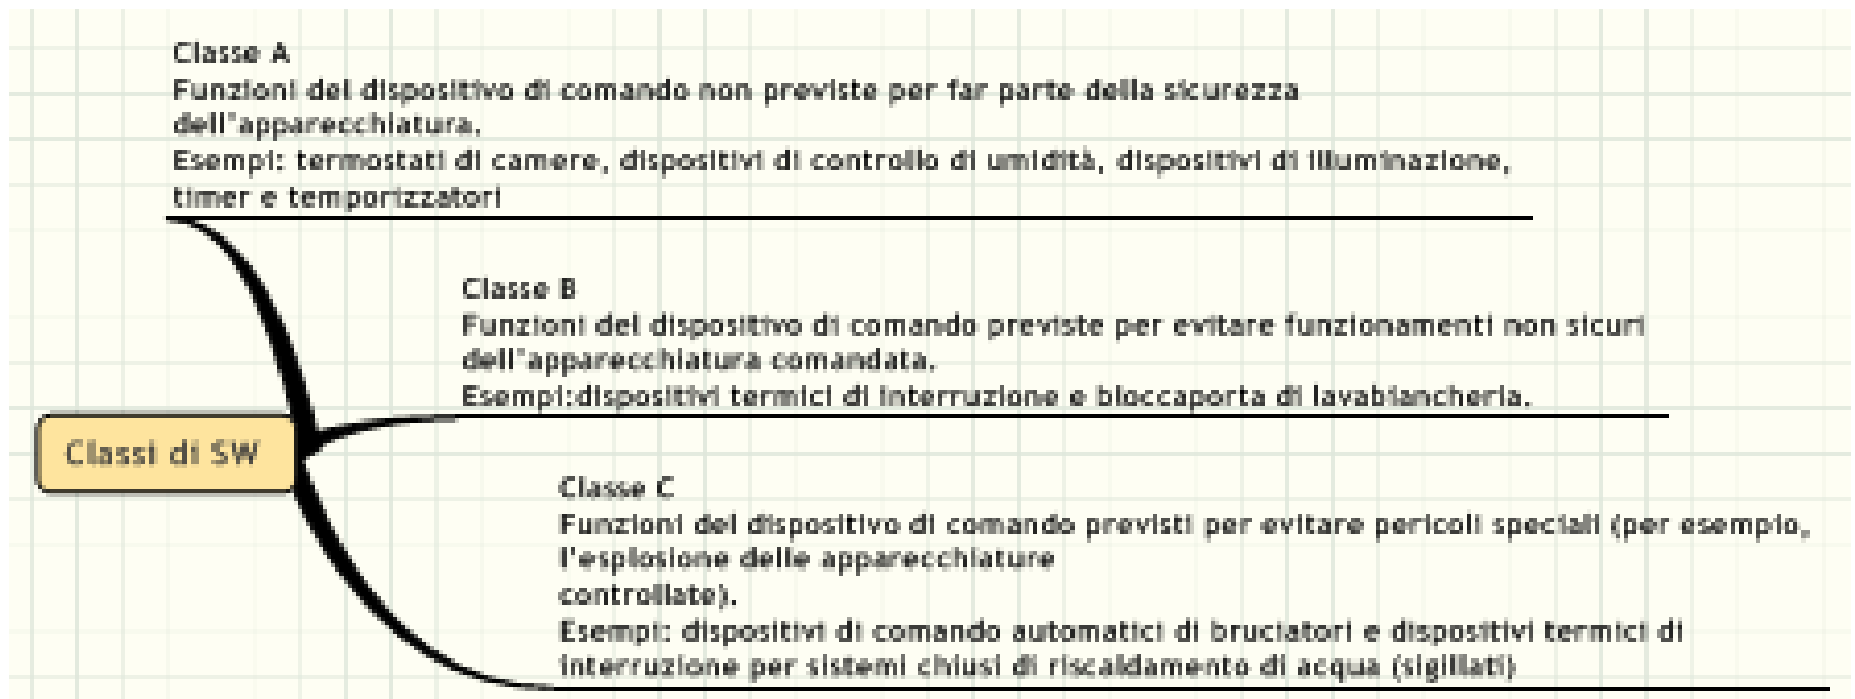 Classe A
Funzioni del dispositivo di comando non previste per far parte della sicurezza
dell'apparecchiatura.
Esempi: termostati di camere, dispositivi di controllo di umidità, dispositivi di illuminazione,
timer e temporizzatori
Classe B
Funzioni del dispositivo di comando previste per evitare funzionamenti non sicuri
dell'apparecchiatura comandata.
Esempi:dispositivi termici di interruzione e bloccaporta di lavabiancheria.
Classi di SW
Classe C
Funzioni del dispositivo di comando previsti per evitare pericoli speciali (per esempio,
l'esplosione delle apparecchiature
controllate).
Esempi: dispositivi di comando automatici di bruciatori e dispositivi termici di
interruzione per sistemi chiusi di riscaldamento di acqua (sigillati)